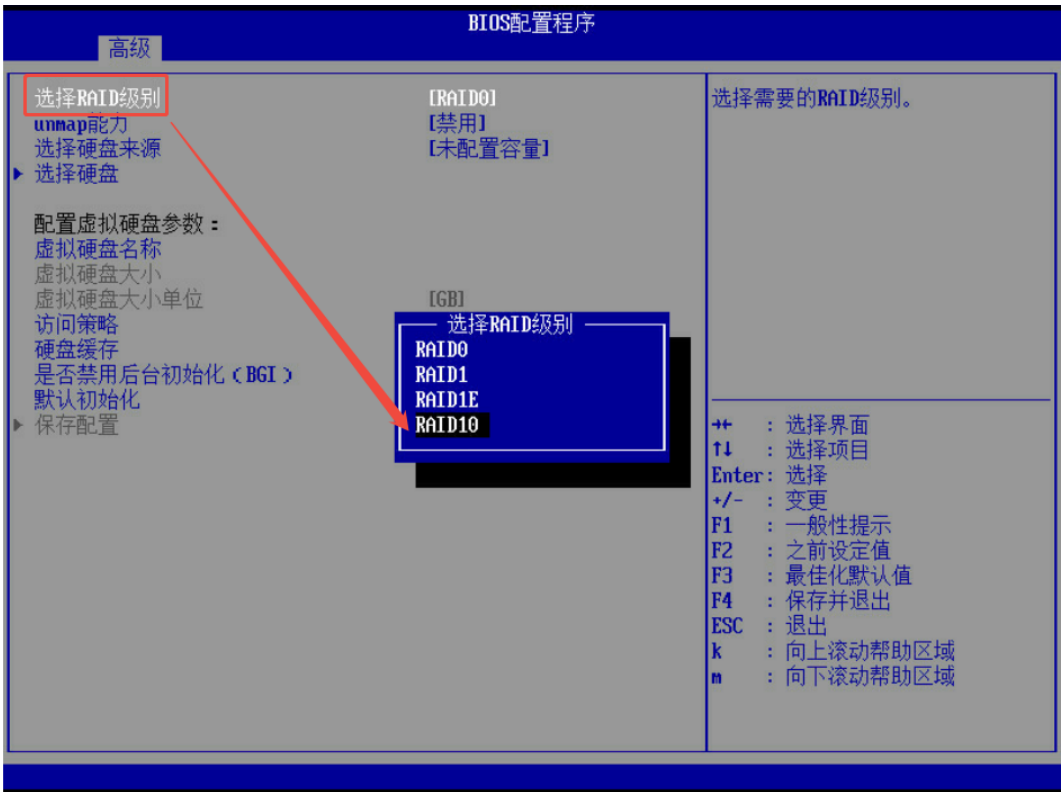 BIOS配置程序
高级
选择RAID级别 [RAID0]
unmap能力 [禁用]
选择硬盘来源 [未配置容量]
▶ 选择硬盘
配置虚拟硬盘参数：
虚拟硬盘名称
虚拟硬盘大小
虚拟硬盘大小单位 [GB]
访问策略
硬盘缓存
是否禁用后台初始化（BGI）
默认初始化
▶ 保存配置
选择RAID级别
RAID0
RAID1
RAID1E
RAID10
选择需要的RAID级别。
→← : 选择界面
↑↓ : 选择项目
Enter: 选择
+/- : 变更
F1 : 一般性提示
F2 : 之前设定值
F3 : 最佳化默认值
F4 : 保存并退出
ESC : 退出
k : 向上滚动帮助区域
m : 向下滚动帮助区域